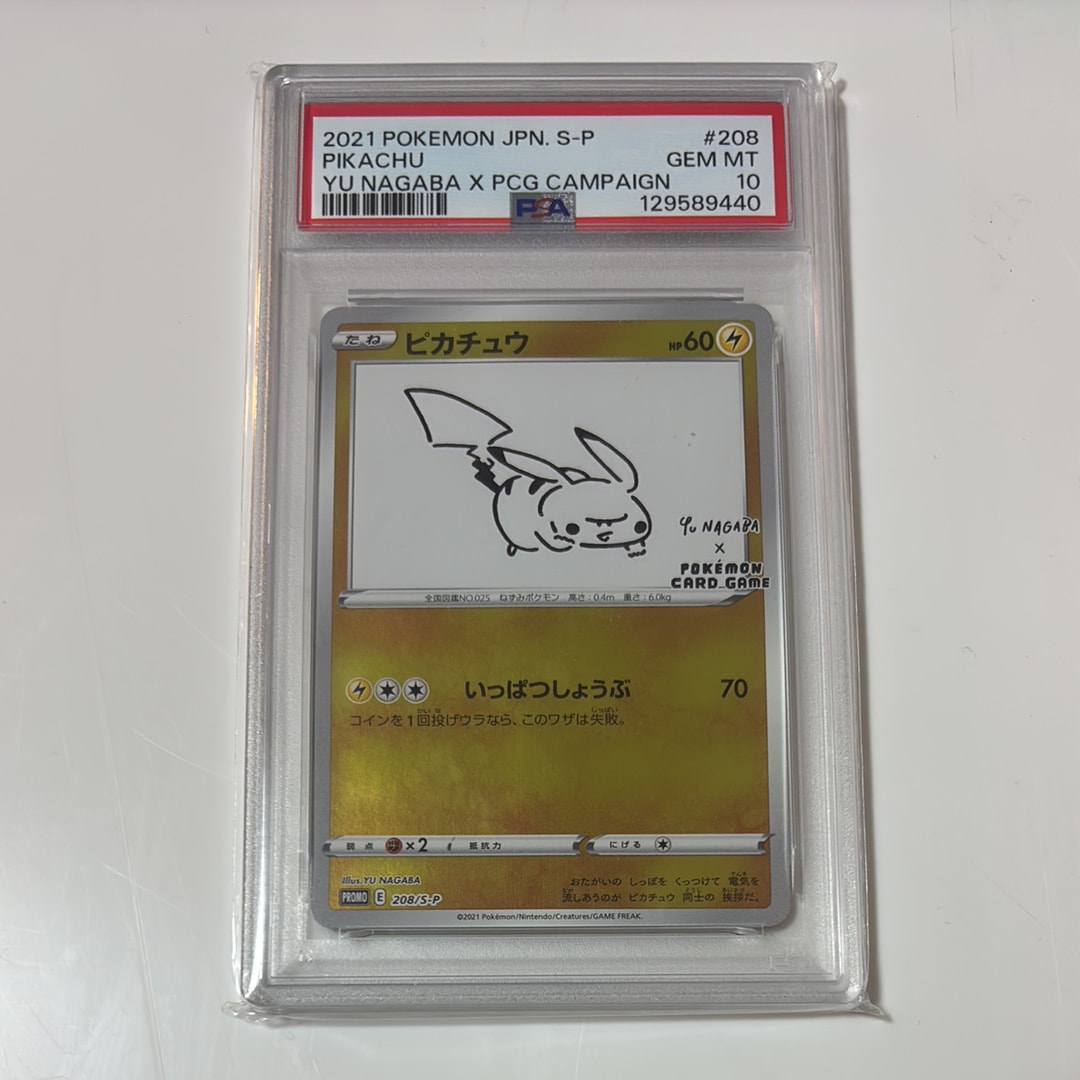 2021 POKEMON JPN. S-P #208
PIKACHU GEM MT
YU NAGABA X PCG CAMPAIGN 10
PSA 129589440
たね ピカチュウ HP60
YU NAGABA
×
POKÉMON
CARD GAME
全国図鑑NO.025 ねずみポケモン 高さ:0.4m 重さ:6.0kg
いっぱつしょうぶ 70
コインを1回投げウラなら、このワザは失敗。
弱点 ×2 抵抗力 にげる
Illus. YU NAGABA
PROMO E 208/S-P
おたがいの しっぽを くっつけて 電気を
流しあうのが ピカチュウ 同士の 挨拶だ。
©2021 Pokémon/Nintendo/Creatures/GAME FREAK.